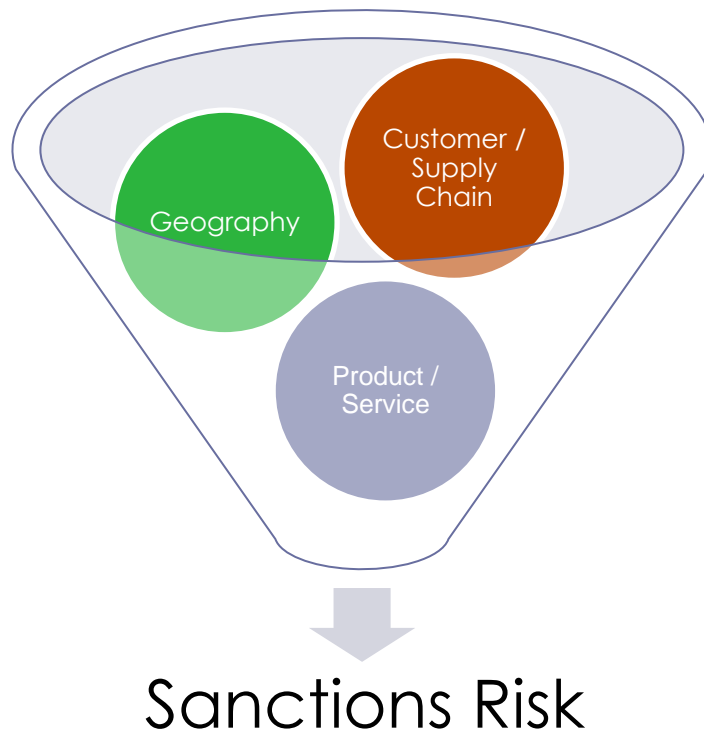 Customer /
Supply
Chain
Geography
Product /
Service
Sanctions Risk